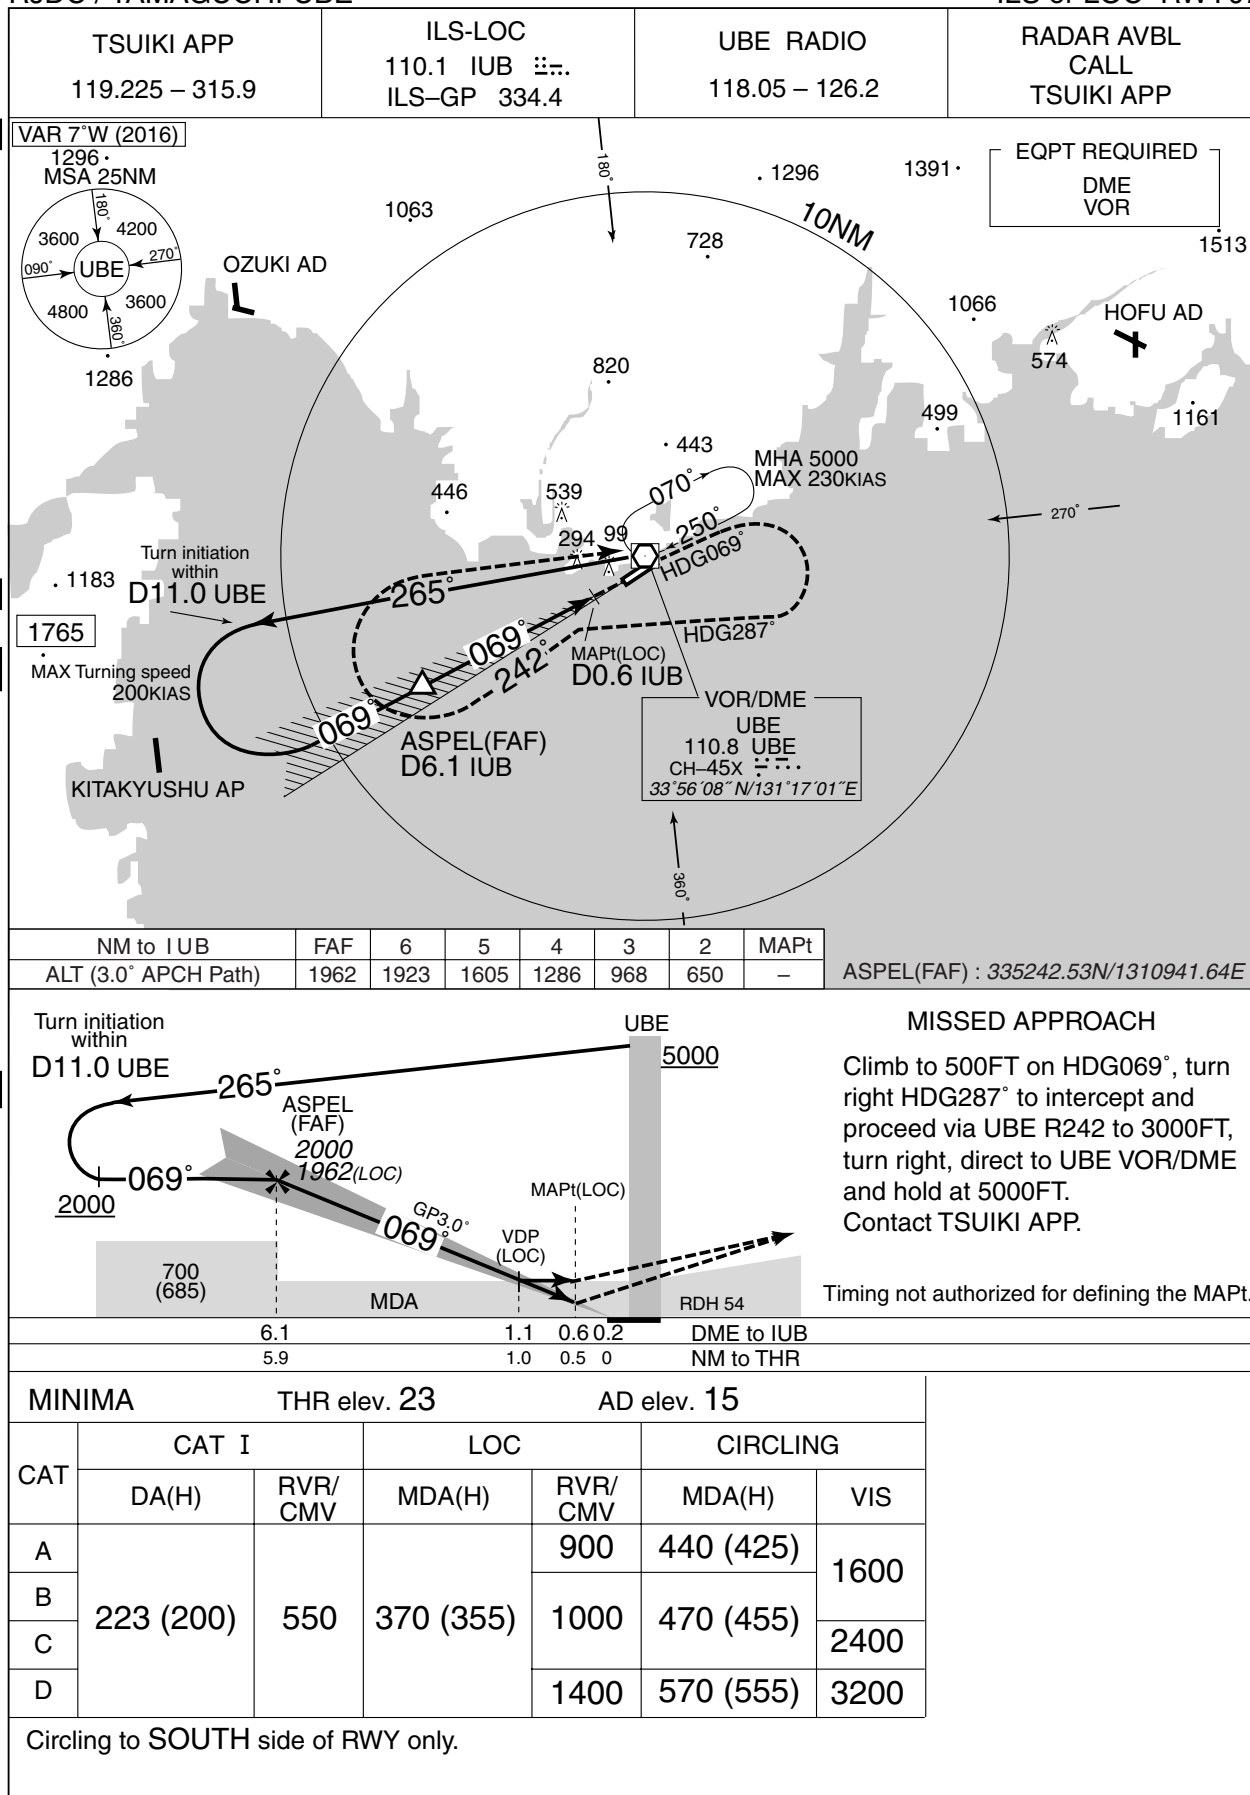 TSUIKI APP
119.225 – 315.9
ILS-LOC
110.1 IUB
ILS–GP 334.4
UBE RADIO
118.05 – 126.2
RADAR AVBL
CALL
TSUIKI APP
VAR 7°W (2016)
1296
MSA 25NM
180°
3600
4200
090°
UBE
270°
4800
3600
360°
1286
OZUKI AD
1063
180°
1296
1391
EQPT REQUIRED
DME
VOR
10NM
728
1513
1066
HOFU AD
574
820
499
1161
443
MHA 5000
MAX 230KIAS
070°
446
539
250°
270°
294
99
HDG069°
Turn initiation
within
D11.0 UBE
1183
265°
1765
MAX Turning speed
200KIAS
069°
HDG287°
242°
MAPt(LOC)
D0.6 IUB
069°
ASPEL(FAF)
D6.1 IUB
VOR/DME
UBE
110.8 UBE
CH–45X
33°56′08″N/131°17′01″E
KITAKYUSHU AP
360°
NM to IUB FAF 6 5 4 3 2 MAPt
ALT (3.0° APCH Path) 1962 1923 1605 1286 968 650 –
ASPEL(FAF) : 335242.53N/1310941.64E
Turn initiation
within
D11.0 UBE
UBE
5000
265°
ASPEL
(FAF)
2000
1962(LOC)
069°
2000
GP3.0°
069°
MAPt(LOC)
VDP
(LOC)
700
(685)
MDA
RDH 54
6.1 1.1 0.6 0.2 DME to IUB
5.9 1.0 0.5 0 NM to THR
MISSED APPROACH
Climb to 500FT on HDG069°, turn
right HDG287° to intercept and
proceed via UBE R242 to 3000FT,
turn right, direct to UBE VOR/DME
and hold at 5000FT.
Contact TSUIKI APP.
Timing not authorized for defining the MAPt.
MINIMA THR elev. 23 AD elev. 15
CAT CAT I LOC CIRCLING
DA(H) RVR/CMV MDA(H) RVR/CMV MDA(H) VIS
A 900 440 (425)
1600
B
223 (200) 550 370 (355) 1000 470 (455)
C 2400
D 1400 570 (555) 3200
Circling to SOUTH side of RWY only.